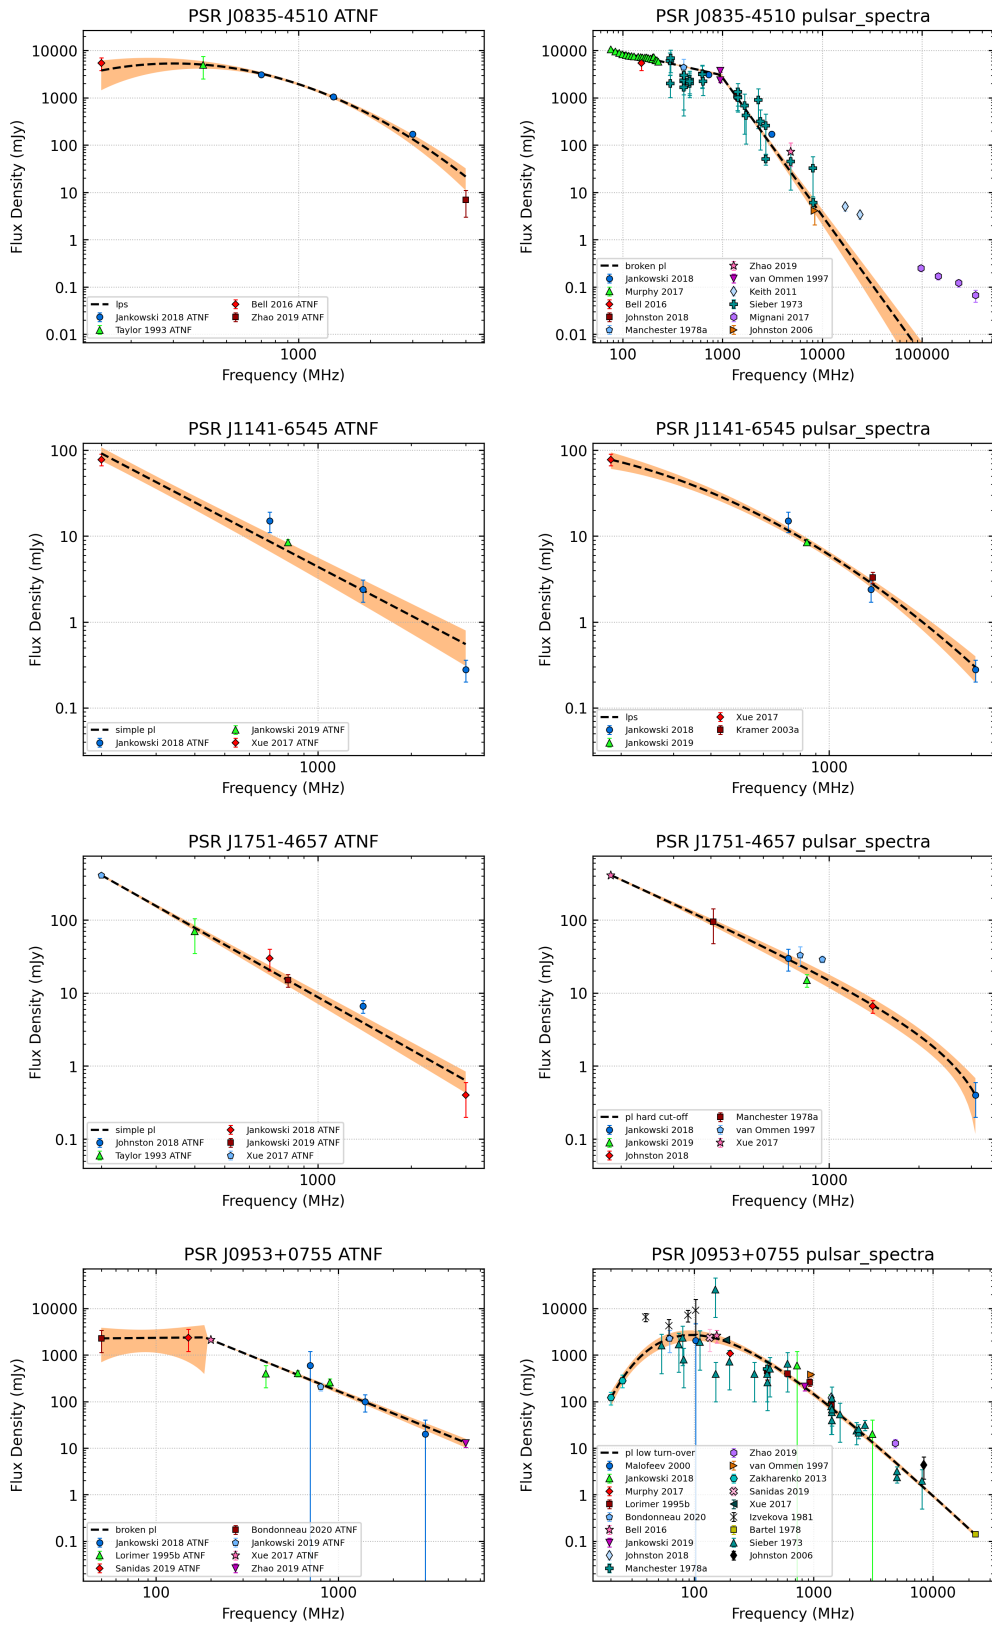 PSR J0835-4510 ATNF
Flux Density (mJy)
10000
1000
100
10
1
0.1
0.01
lps
Jankowski 2018 ATNF
Taylor 1993 ATNF
Bell 2016 ATNF
Zhao 2019 ATNF
1000
Frequency (MHz)
PSR J0835-4510 pulsar_spectra
Flux Density (mJy)
10000
1000
100
10
1
0.1
0.01
broken pl
Jankowski 2018
Murphy 2017
Bell 2016
Johnston 2018
Manchester 1978a
Zhao 2019
van Ommen 1997
Keith 2011
Sieber 1973
Mignani 2017
Johnston 2006
100 1000 10000 100000
Frequency (MHz)
PSR J1141-6545 ATNF
Flux Density (mJy)
100
10
1
0.1
simple pl
Jankowski 2018 ATNF
Jankowski 2019 ATNF
Xue 2017 ATNF
1000
Frequency (MHz)
PSR J1141-6545 pulsar_spectra
Flux Density (mJy)
100
10
1
0.1
lps
Jankowski 2018
Jankowski 2019
Xue 2017
Kramer 2003a
1000
Frequency (MHz)
PSR J1751-4657 ATNF
Flux Density (mJy)
100
10
1
0.1
simple pl
Johnston 2018 ATNF
Taylor 1993 ATNF
Jankowski 2018 ATNF
Jankowski 2019 ATNF
Xue 2017 ATNF
1000
Frequency (MHz)
PSR J1751-4657 pulsar_spectra
Flux Density (mJy)
100
10
1
0.1
pl hard cut-off
Jankowski 2018
Jankowski 2019
Johnston 2018
Manchester 1978a
van Ommen 1997
Xue 2017
1000
Frequency (MHz)
PSR J0953+0755 ATNF
Flux Density (mJy)
10000
1000
100
10
1
0.1
broken pl
Jankowski 2018 ATNF
Lorimer 1995b ATNF
Sanidas 2019 ATNF
Bondonneau 2020 ATNF
Jankowski 2019 ATNF
Xue 2017 ATNF
Zhao 2019 ATNF
100 1000
Frequency (MHz)
PSR J0953+0755 pulsar_spectra
Flux Density (mJy)
10000
1000
100
10
1
0.1
pl low turn-over
Malofeev 2000
Jankowski 2018
Murphy 2017
Lorimer 1995b
Bondonneau 2020
Bell 2016
Jankowski 2019
Johnston 2018
Manchester 1978a
Zhao 2019
van Ommen 1997
Zakharenko 2013
Sanidas 2019
Xue 2017
Izvekova 1981
Bartel 1978
Sieber 1973
Johnston 2006
100 1000 10000
Frequency (MHz)